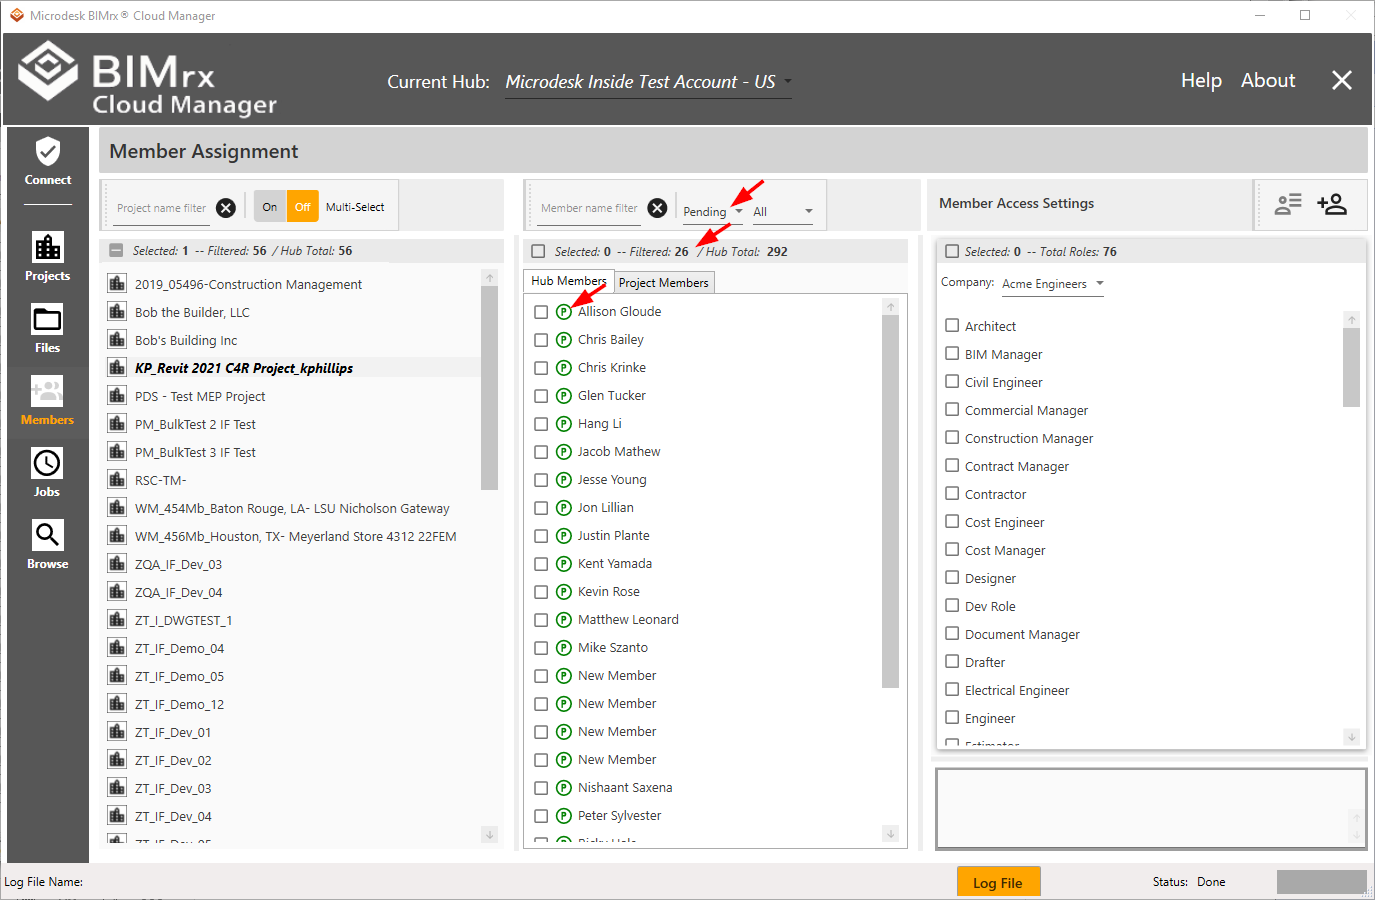 Microdesk BIMrx® Cloud Manager
BIMrx
Cloud Manager
Current Hub: Microdesk Inside Test Account - US
Help About
Connect
Projects
Files
Members
Jobs
Browse
Member Assignment
Project name filter
On Off Multi-Select
Selected: 1 -- Filtered: 56 / Hub Total: 56
2019_05496-Construction Management
Bob the Builder, LLC
Bob's Building Inc
KP_Revit 2021 C4R Project_kphillips
PDS - Test MEP Project
PM_BulkTest 2 IF Test
PM_BulkTest 3 IF Test
RSC-TM-
WM_454Mb_Baton Rouge, LA- LSU Nicholson Gateway
WM_456Mb_Houston, TX- Meyerland Store 4312 22FEM
ZQA_IF_Dev_03
ZQA_IF_Dev_04
ZT_I_DWGTEST_1
ZT_IF_Demo_04
ZT_IF_Demo_05
ZT_IF_Demo_12
ZT_IF_Dev_01
ZT_IF_Dev_02
ZT_IF_Dev_03
ZT_IF_Dev_04
Member name filter
Pending All
Selected: 0 -- Filtered: 26 / Hub Total: 292
Hub Members Project Members
P Allison Gloude
P Chris Bailey
P Chris Krinke
P Glen Tucker
P Hang Li
P Jacob Mathew
P Jesse Young
P Jon Lillian
P Justin Plante
P Kent Yamada
P Kevin Rose
P Matthew Leonard
P Mike Szanto
P New Member
P New Member
P New Member
P New Member
P Nishaant Saxena
P Peter Sylvester
Member Access Settings
Selected: 0 -- Total Roles: 76
Company: Acme Engineers
Architect
BIM Manager
Civil Engineer
Commercial Manager
Construction Manager
Contract Manager
Contractor
Cost Engineer
Cost Manager
Designer
Dev Role
Document Manager
Drafter
Electrical Engineer
Engineer
Estimator
Log File Name:
Log File
Status: Done